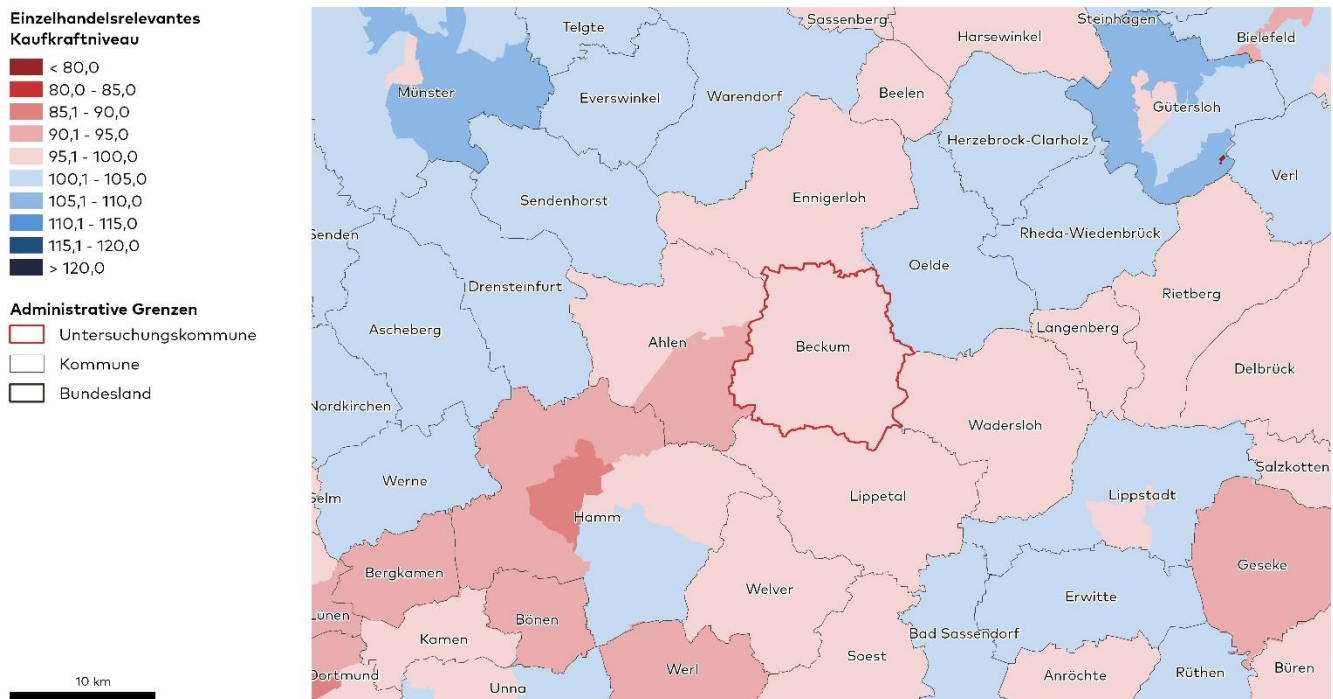 Einzelhandelsrelevantes
Kaufkraftniveau
< 80,0
80,0 - 85,0
85,1 - 90,0
90,1 - 95,0
95,1 - 100,0
100,1 - 105,0
105,1 - 110,0
110,1 - 115,0
115,1 - 120,0
> 120,0
Administrative Grenzen
Untersuchungskommune
Kommune
Bundesland
10 km
Telgte
Sassenberg
Steinhagen
Harsewinkel
Bielefeld
Münster
Everswinkel
Warendorf
Beelen
Gütersloh
Herzebrock-Clarholz
Verl
Sendenhorst
Ennigerloh
Senden
Rheda-Wiedenbrück
Oelde
Drensteinfurt
Rietberg
Ascheberg
Ahlen
Beckum
Langenberg
Delbrück
Nordkirchen
Wadersloh
Werne
Salzkotten
Selm
Lippetal
Lippstadt
Hamm
Bergkamen
Geseke
Welver
Erwitte
Lünen
Bönen
Kamen
Bad Sassendorf
Soest
Dortmund
Werl
Anröchte
Rüthen
Büren
Unna